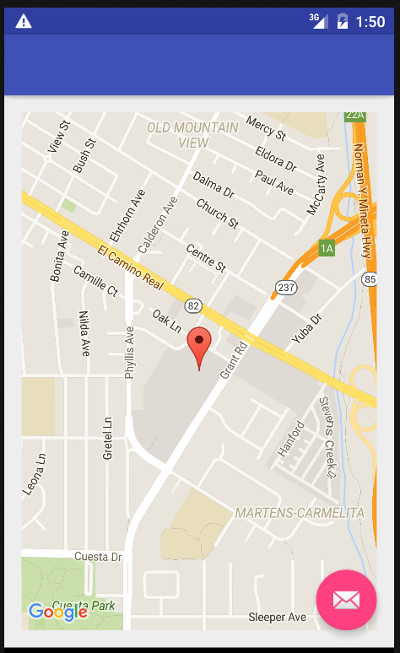 3G
1:50
22A
View St
Bush St
OLD MOUNTAIN
VIEW
Mercy St
Eldora Dr
Paul Ave
McCarty Ave
Norman Y. Mineta Hwy
Dalma Dr
Church St
Ehrhorn Ave
Calderon Ave
1A
Bonita Ave
El Camino Real
Centre St
85
237
Camille Ct
82
Oak Ln
Yuba Dr
Nilda Ave
Phyllis Ave
Grant Rd
Stevens Creek
Gretel Ln
Hanford
Leona Ln
MARTENS-CARMELITA
Cuesta Dr
Cuesta Park
Google
Sleeper Ave